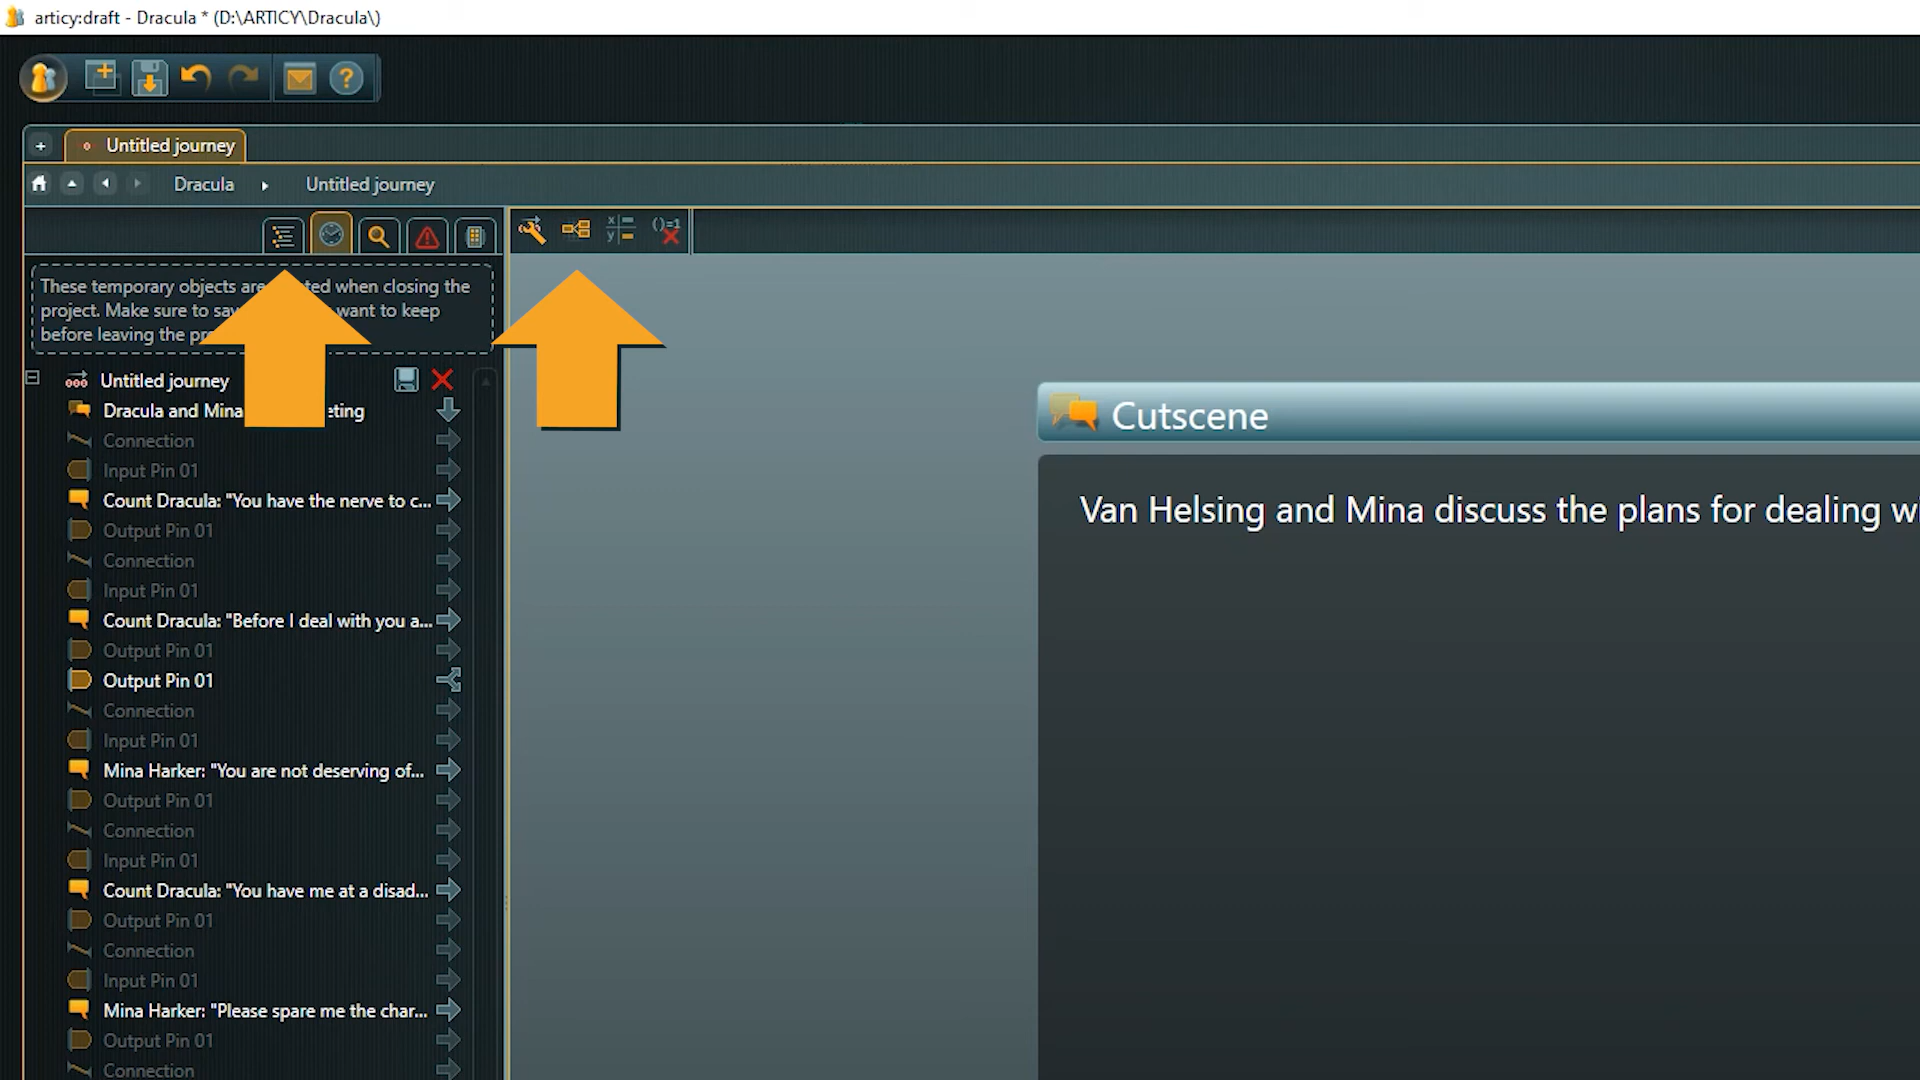 articy:draft - Dracula * (D:\ARTICY\Dracula\)
Untitled journey
Dracula Untitled journey
x y ()=1
These temporary objects are when closing the
project. Make sure to want to keep
before leaving the
Untitled journey
Dracula and Mina
Connection
Input Pin 01
Count Dracula: "You have the nerve to c...
Output Pin 01
Connection
Input Pin 01
Count Dracula: "Before I deal with you a...
Output Pin 01
Output Pin 01
Connection
Input Pin 01
Mina Harker: "You are not deserving of...
Output Pin 01
Connection
Input Pin 01
Count Dracula: "You have me at a disad...
Output Pin 01
Connection
Input Pin 01
Mina Harker: "Please spare me the char...
Output Pin 01
Connection
Cutscene
Van Helsing and Mina discuss the plans for dealing w